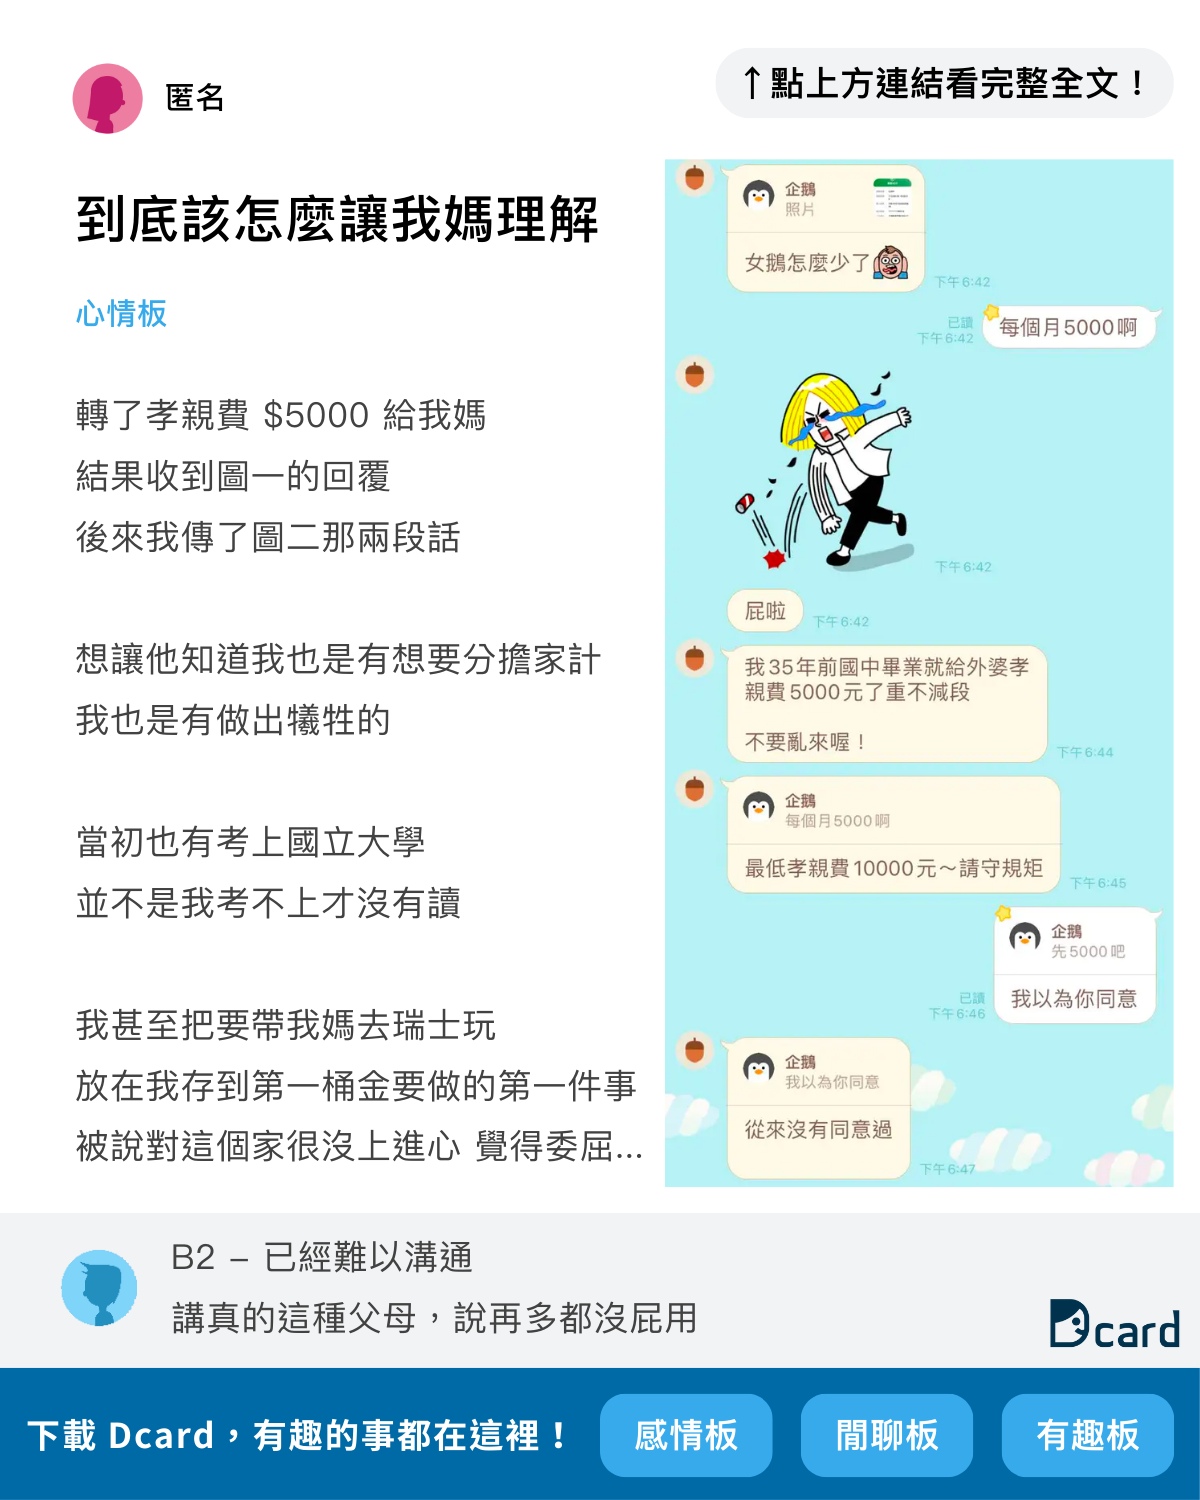 匿名
↑點上方連結看完整全文！
到底該怎麼讓我媽理解
心情板
轉了孝親費 $5000 給我媽
結果收到圖一的回覆
後來我傳了圖二那兩段話
想讓他知道我也是有想要分擔家計
我也是有做出犧牲的
當初也有考上國立大學
並不是我考不上才沒有讀
我甚至把要帶我媽去瑞士玩
放在我存到第一桶金要做的第一件事
被說對這個家很沒上進心 覺得委屈...
企鵝
照片
女鵝怎麼少了
下午6:42
每個月5000啊
已讀
下午6:42
下午6:42
屁啦
下午6:42
我35年前國中畢業就給外婆孝
親費5000元了重不減段
不要亂來喔！
下午6:44
企鵝
每個月5000啊
最低孝親費10000元～請守規矩
下午6:45
企鵝
先5000吧
我以為你同意
已讀
下午6:46
企鵝
我以為你同意
從來沒有同意過
下午6:47
B2 – 已經難以溝通
講真的這種父母，說再多都沒屁用
Dcard
下載 Dcard，有趣的事都在這裡！
感情板
閒聊板
有趣板